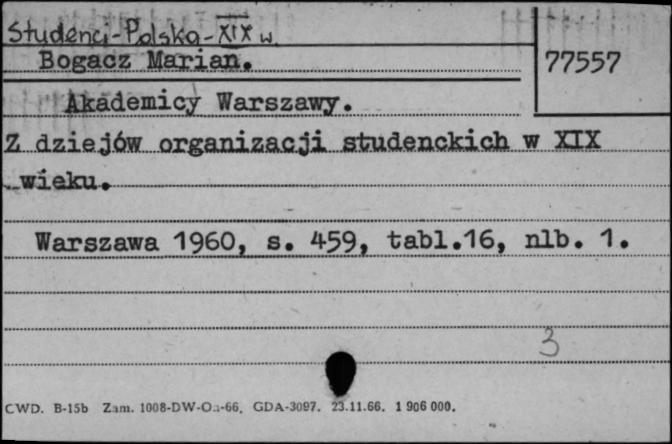 Studenci-Polska-XIX w.
Bogacz Marian.
77557
Akademicy Warszawy.
Z dziejów organizacji studenckich w XIX
wieku.
Warszawa 1960, s. 459, tabl.16, nlb. 1.
3
CWD. B-15b Zam. 1008-DW-Oa-66. GDA-3097. 23.11.66. 1 906 000.